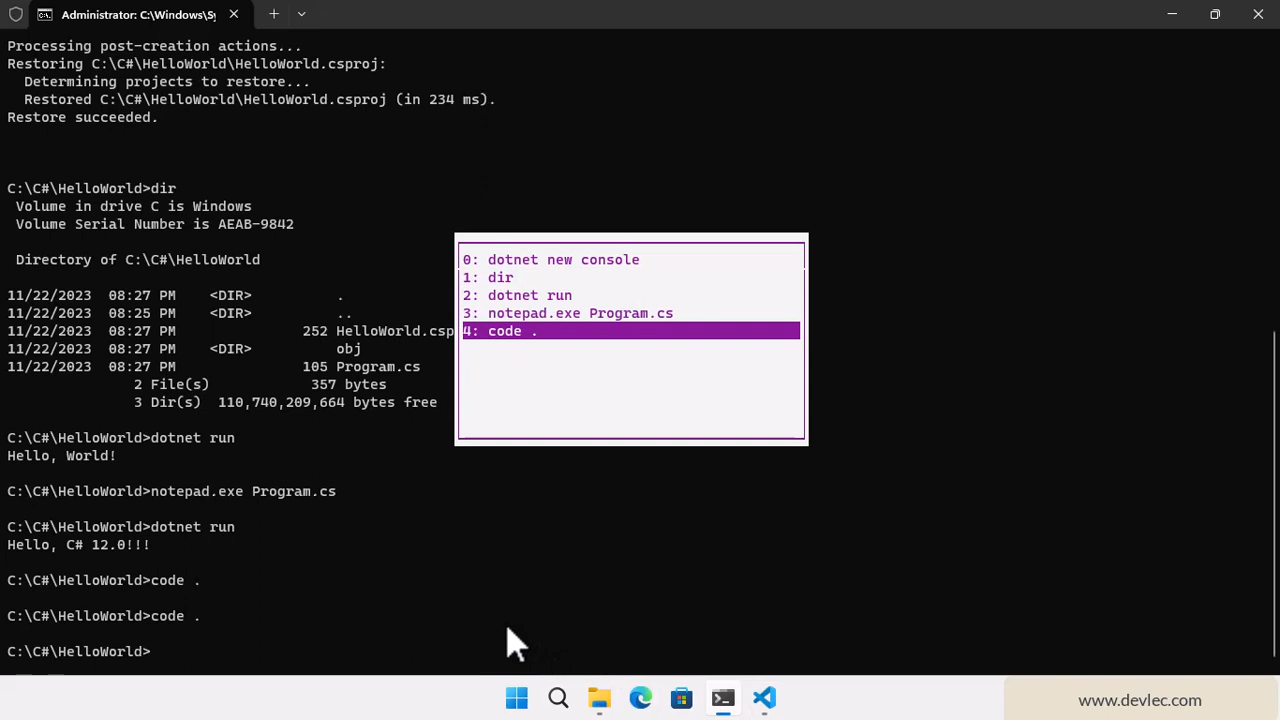 Administrator: C:\Windows\Sy
Processing post-creation actions...
Restoring C:\C#\HelloWorld\HelloWorld.csproj:
  Determining projects to restore...
  Restored C:\C#\HelloWorld\HelloWorld.csproj (in 234 ms).
Restore succeeded.
C:\C#\HelloWorld>dir
 Volume in drive C is Windows
 Volume Serial Number is AEAB-9842
 Directory of C:\C#\HelloWorld
11/22/2023  08:27 PM    <DIR>          .
11/22/2023  08:25 PM    <DIR>          ..
11/22/2023  08:27 PM               252 HelloWorld.csp
11/22/2023  08:27 PM    <DIR>          obj
11/22/2023  08:27 PM               105 Program.cs
               2 File(s)            357 bytes
               3 Dir(s)  110,740,209,664 bytes free
C:\C#\HelloWorld>dotnet run
Hello, World!
C:\C#\HelloWorld>notepad.exe Program.cs
C:\C#\HelloWorld>dotnet run
Hello, C# 12.0!!!
C:\C#\HelloWorld>code .
C:\C#\HelloWorld>code .
C:\C#\HelloWorld>
0: dotnet new console
1: dir
2: dotnet run
3: notepad.exe Program.cs
4: code .
www.devlec.com